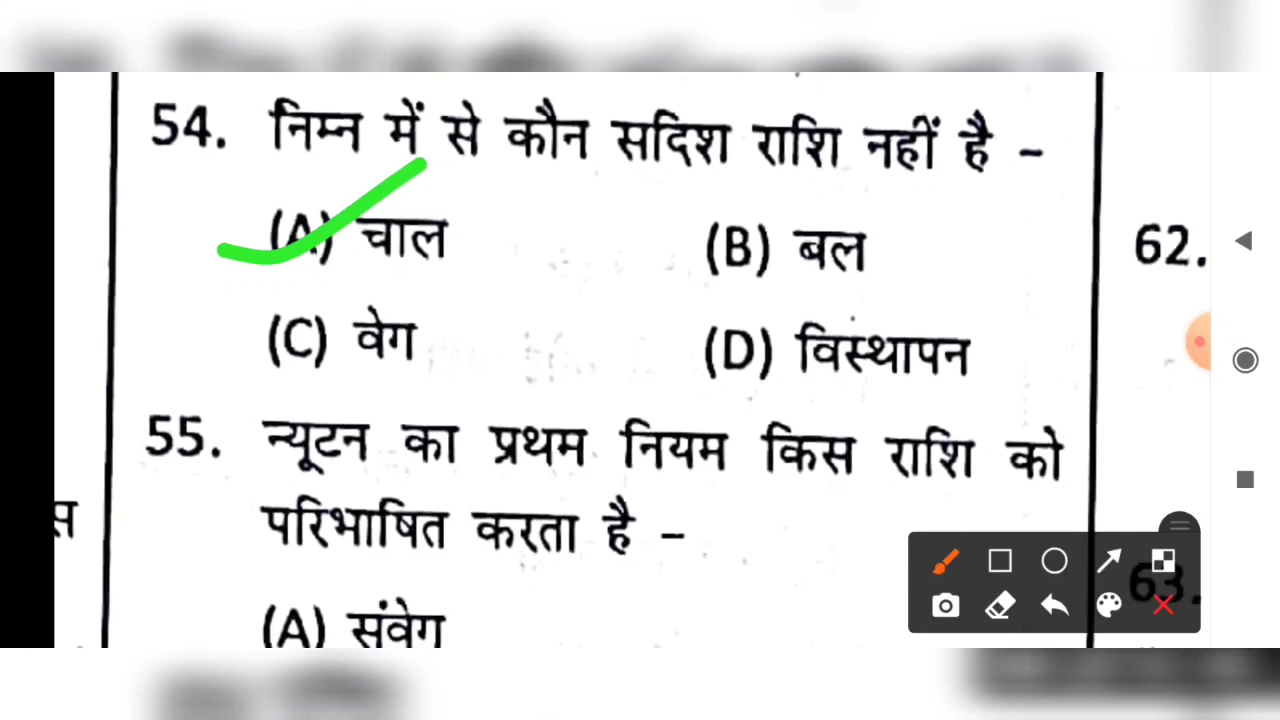 54. निम्न में से कौन सदिश राशि नहीं है -
(A) चाल (B) बल
(C) वेग (D) विस्थापन
55. न्यूटन का प्रथम नियम किस राशि को
परिभाषित करता है -
(A) संवेग
स
62.
63.